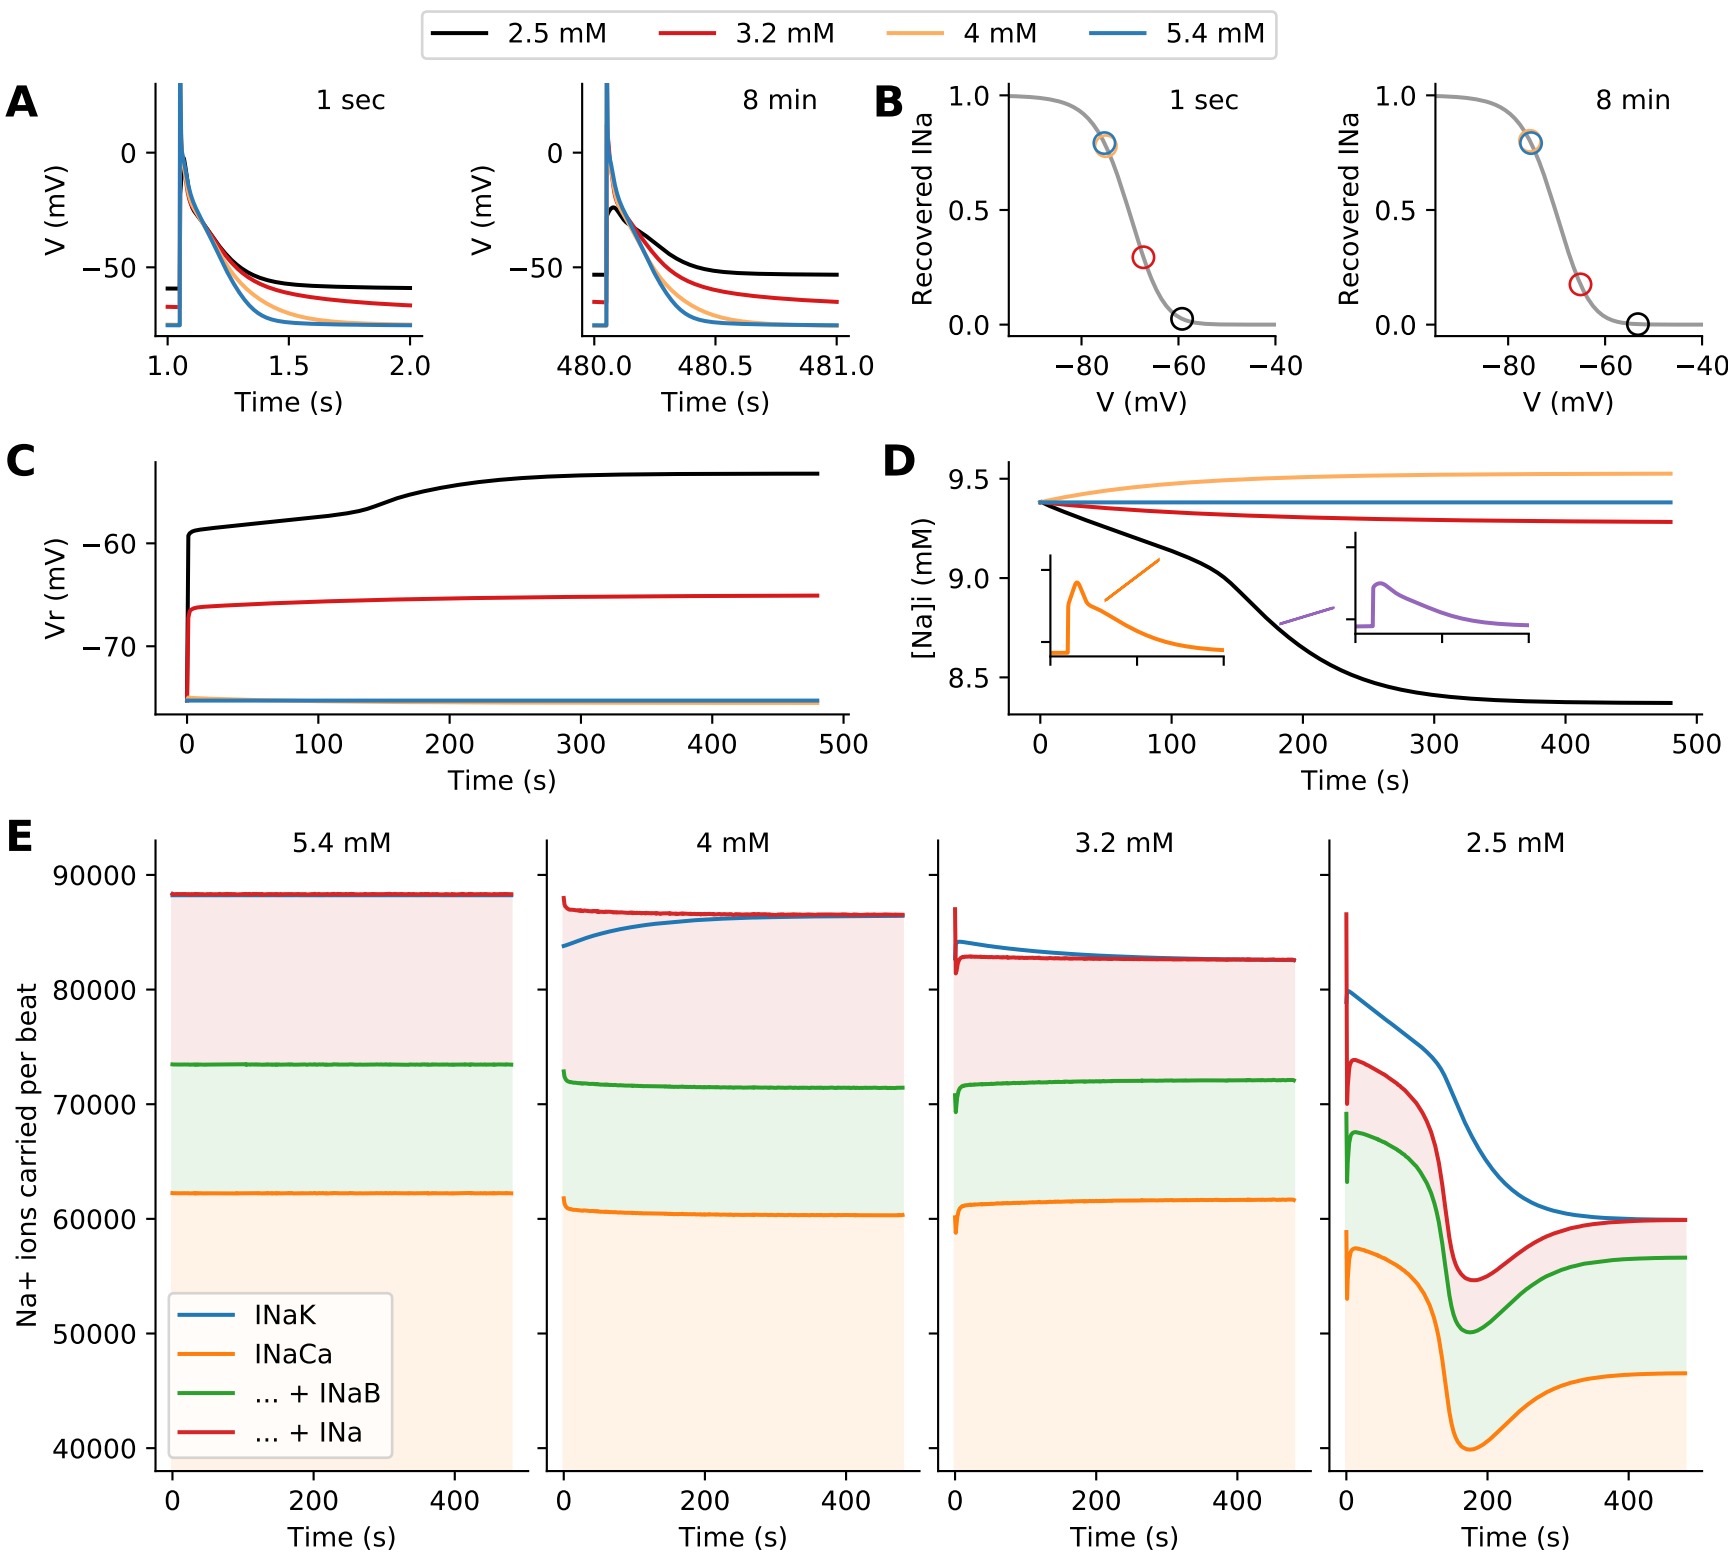 2.5 mM 3.2 mM 4 mM 5.4 mM
A
1 sec
V (mV)
0
−50
1.0 1.5 2.0
Time (s)
8 min
V (mV)
0
−50
480.0 480.5 481.0
Time (s)
B
1 sec
Recovered INa
1.0
0.5
0.0
−80 −60 −40
V (mV)
8 min
Recovered INa
1.0
0.5
0.0
−80 −60 −40
V (mV)
C
Vr (mV)
−60
−70
0 100 200 300 400 500
Time (s)
D
[Na]i (mM)
9.5
9.0
8.5
0 100 200 300 400 500
Time (s)
E
Na+ ions carried per beat
5.4 mM 4 mM 3.2 mM 2.5 mM
90000
80000
70000
60000
50000
40000
INaK
INaCa
... + INaB
... + INa
0 200 400 0 200 400 0 200 400 0 200 400
Time (s) Time (s) Time (s) Time (s)